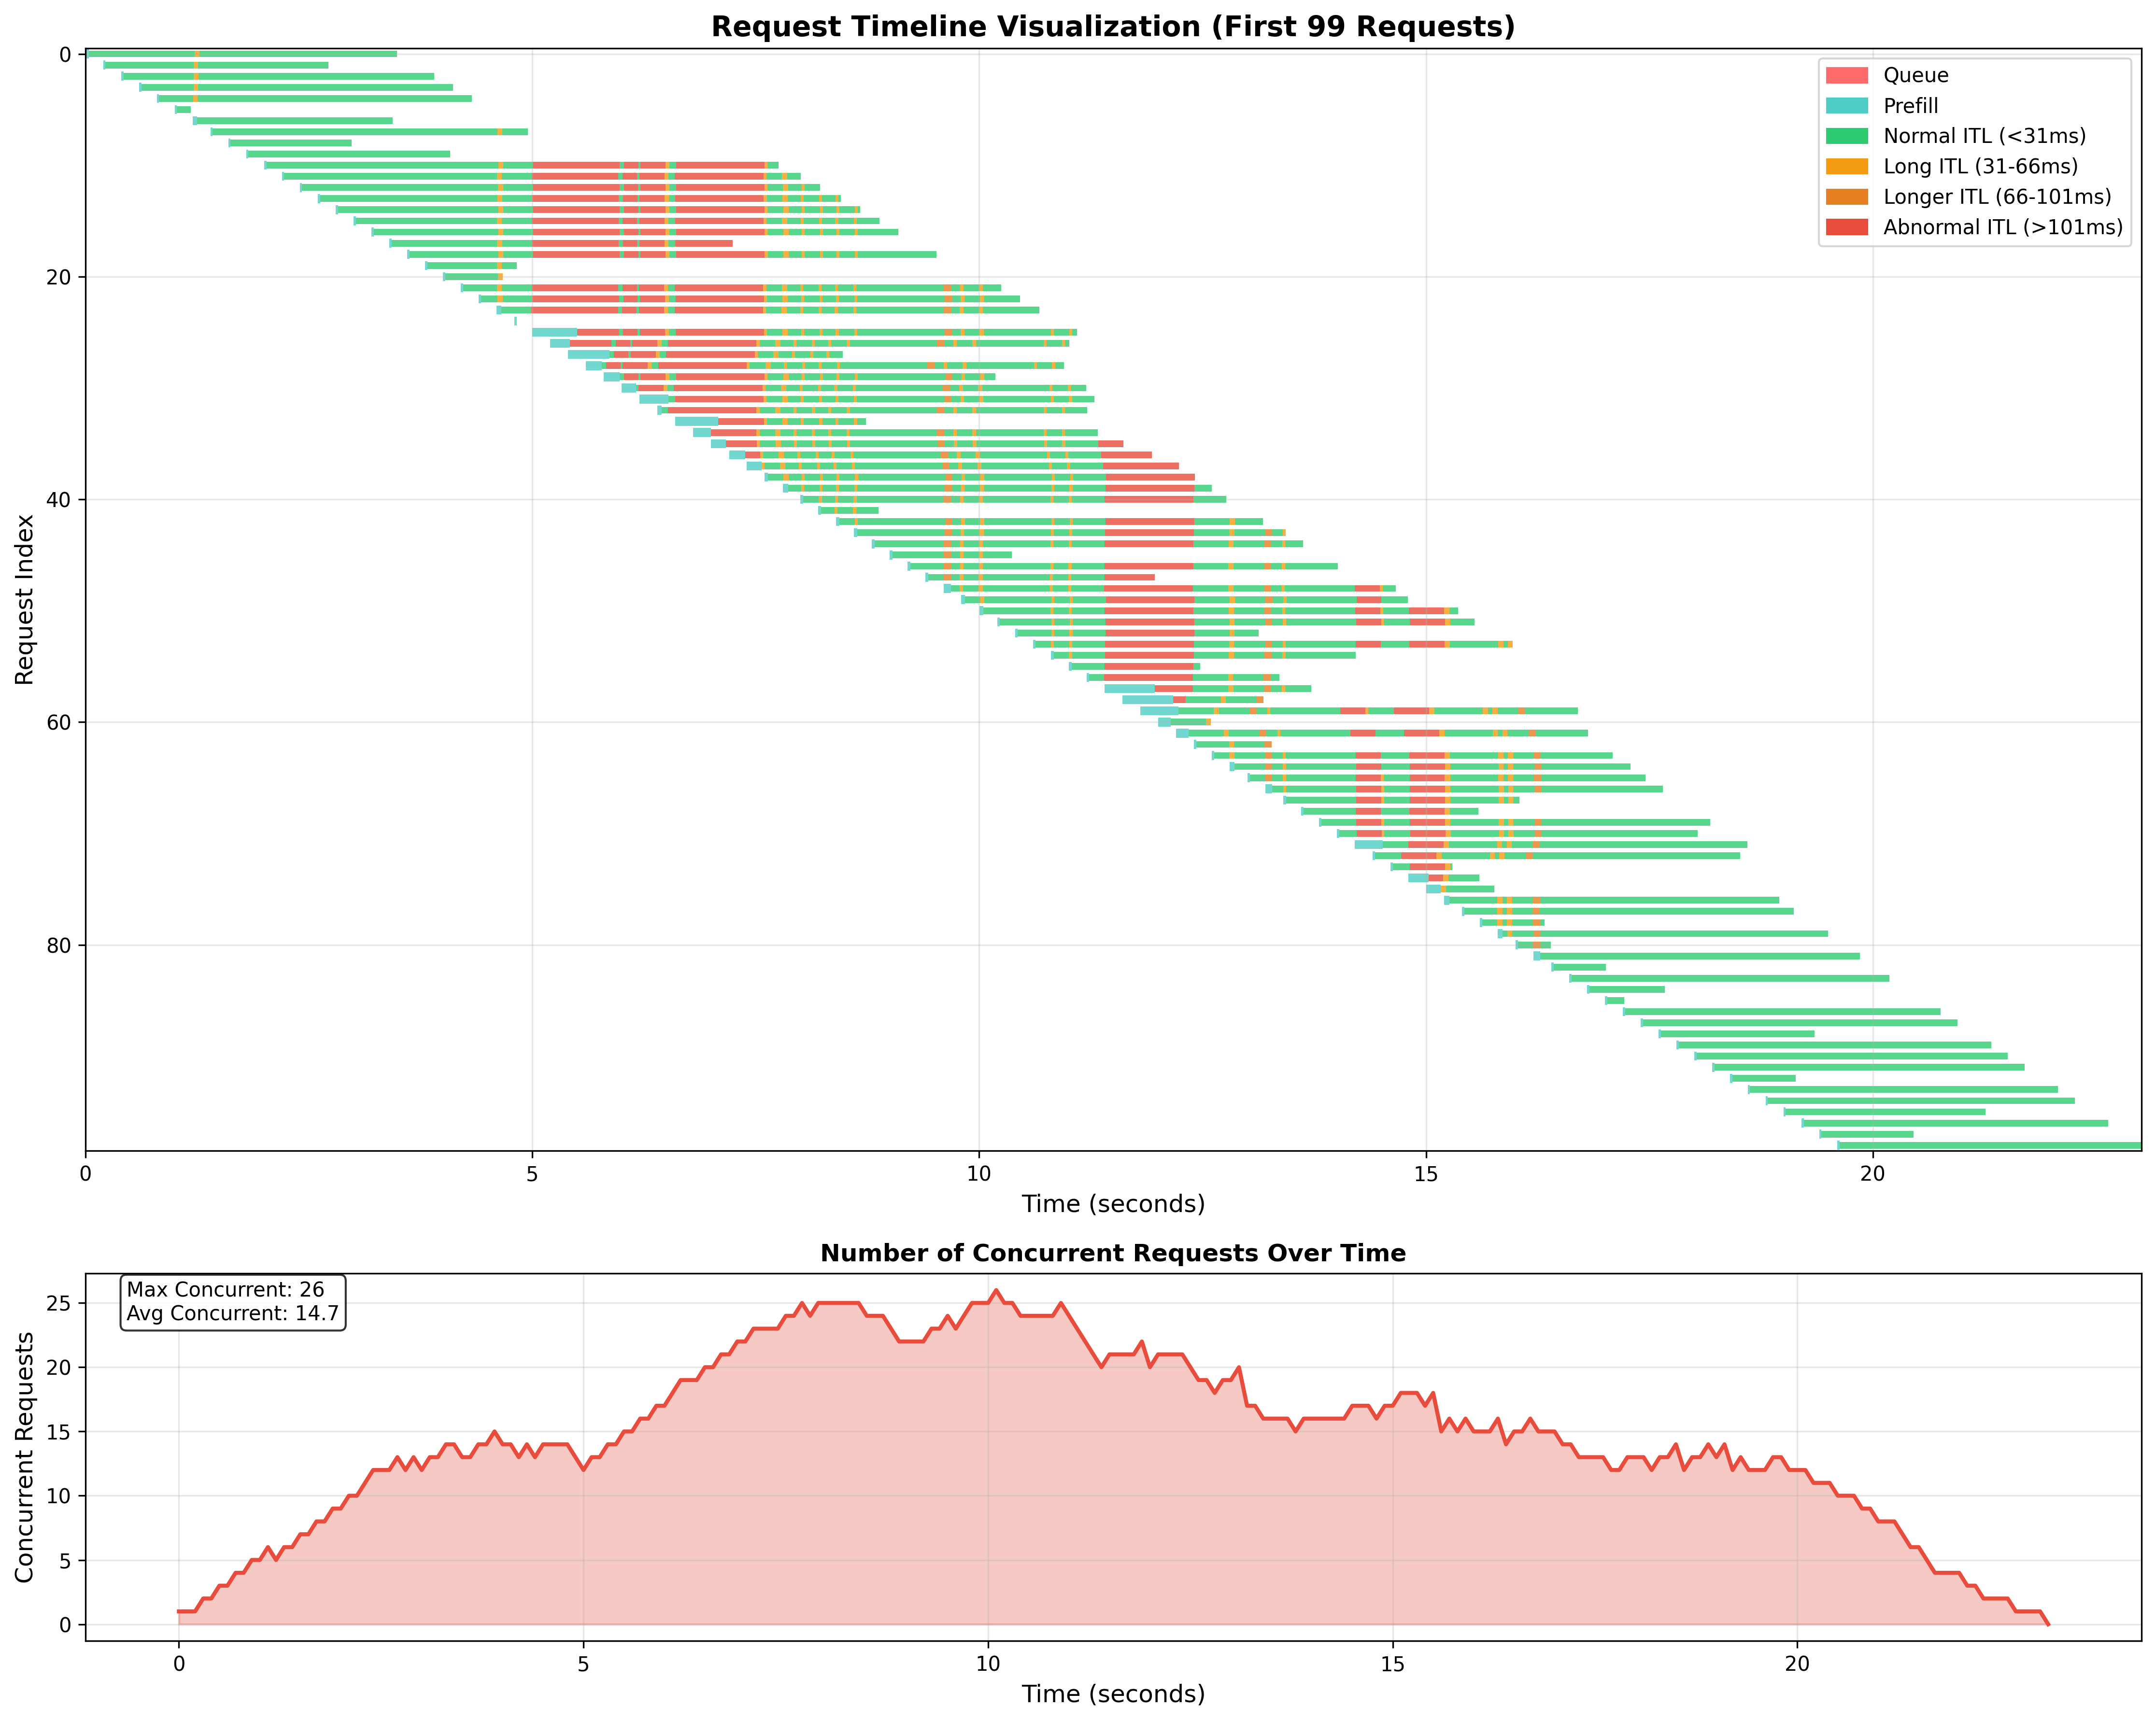 Request Timeline Visualization (First 99 Requests)
Queue
Prefill
Normal ITL (<31ms)
Long ITL (31-66ms)
Longer ITL (66-101ms)
Abnormal ITL (>101ms)
Request Index
0
20
40
60
80
0
5
10
15
20
Time (seconds)
Number of Concurrent Requests Over Time
Max Concurrent: 26
Avg Concurrent: 14.7
Concurrent Requests
25
20
15
10
5
0
0
5
10
15
20
Time (seconds)